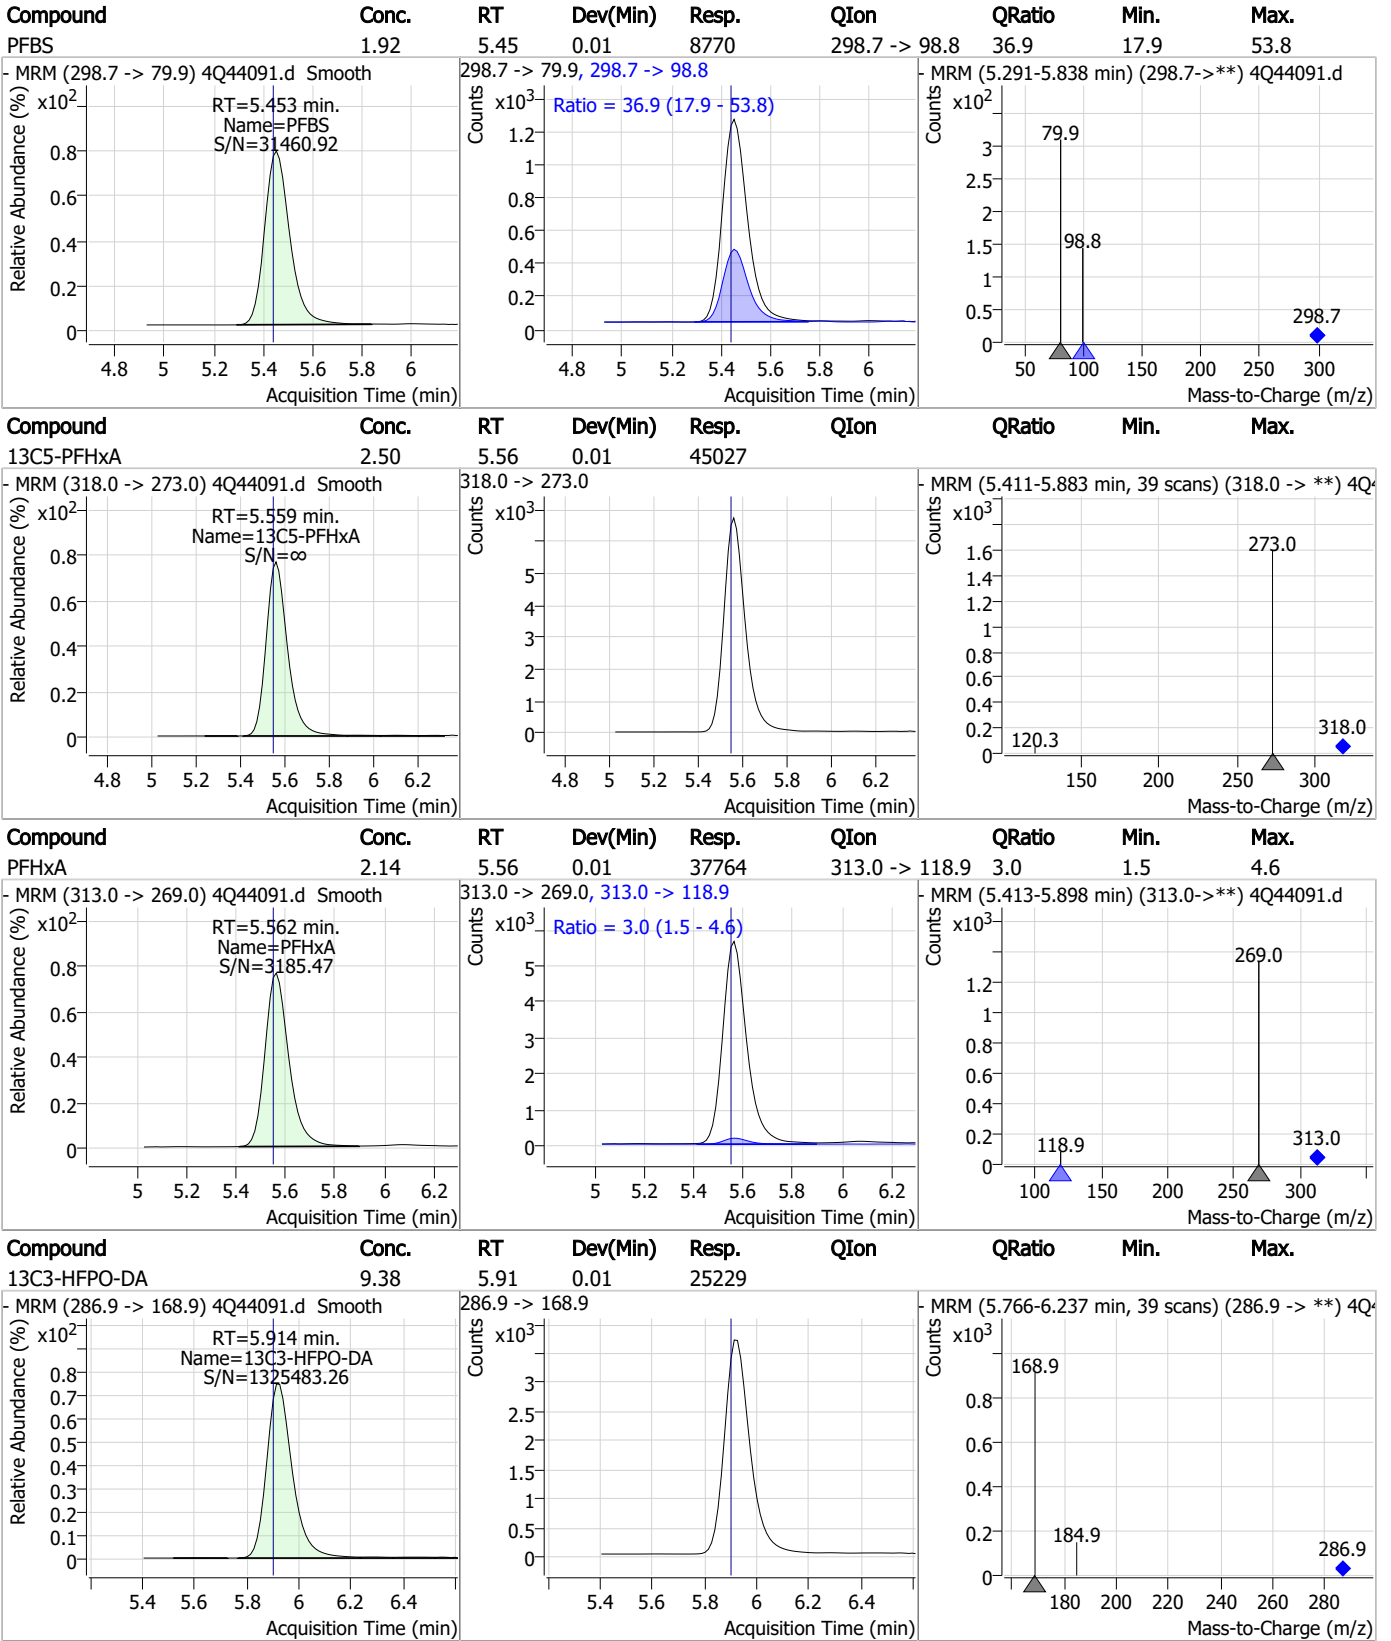 Compound Conc. RT Dev(Min) Resp. QIon QRatio Min. Max.
PFBS 1.92 5.45 0.01 8770 298.7 -> 98.8 36.9 17.9 53.8
- MRM (298.7 -> 79.9) 4Q44091.d Smooth
Relative Abundance (%)
x10²
RT=5.453 min.
Name=PFBS
S/N=31460.92
0.8
0.6
0.4
0.2
0
4.8 5 5.2 5.4 5.6 5.8 6
Acquisition Time (min)
298.7 -> 79.9, 298.7 -> 98.8
Counts
x10³
Ratio = 36.9 (17.9 - 53.8)
1.2
1
0.8
0.6
0.4
0.2
0
4.8 5 5.2 5.4 5.6 5.8 6
Acquisition Time (min)
- MRM (5.291-5.838 min) (298.7->**) 4Q44091.d
Counts
x10²
79.9
3
2.5
2
98.8
1.5
1
0.5
298.7
0
50 100 150 200 250 300
Mass-to-Charge (m/z)
Compound Conc. RT Dev(Min) Resp. QIon QRatio Min. Max.
13C5-PFHxA 2.50 5.56 0.01 45027
- MRM (318.0 -> 273.0) 4Q44091.d Smooth
Relative Abundance (%)
x10²
RT=5.559 min.
Name=13C5-PFHxA
S/N=∞
0.8
0.6
0.4
0.2
0
4.8 5 5.2 5.4 5.6 5.8 6 6.2
Acquisition Time (min)
318.0 -> 273.0
Counts
x10³
5
4
3
2
1
0
4.8 5 5.2 5.4 5.6 5.8 6 6.2
Acquisition Time (min)
- MRM (5.411-5.883 min, 39 scans) (318.0 -> **) 4Q4
Counts
x10³
273.0
1.6
1.4
1.2
1
0.8
0.6
0.4
0.2
120.3
318.0
0
150 200 250 300
Mass-to-Charge (m/z)
Compound Conc. RT Dev(Min) Resp. QIon QRatio Min. Max.
PFHxA 2.14 5.56 0.01 37764 313.0 -> 118.9 3.0 1.5 4.6
- MRM (313.0 -> 269.0) 4Q44091.d Smooth
Relative Abundance (%)
x10²
RT=5.562 min.
Name=PFHxA
S/N=3185.47
0.8
0.6
0.4
0.2
0
5 5.2 5.4 5.6 5.8 6 6.2
Acquisition Time (min)
313.0 -> 269.0, 313.0 -> 118.9
Counts
x10³
Ratio = 3.0 (1.5 - 4.6)
5
4
3
2
1
0
5 5.2 5.4 5.6 5.8 6 6.2
Acquisition Time (min)
- MRM (5.413-5.898 min) (313.0->**) 4Q44091.d
Counts
x10³
269.0
1.2
1
0.8
0.6
0.4
0.2
118.9
313.0
0
100 150 200 250 300
Mass-to-Charge (m/z)
Compound Conc. RT Dev(Min) Resp. QIon QRatio Min. Max.
13C3-HFPO-DA 9.38 5.91 0.01 25229
- MRM (286.9 -> 168.9) 4Q44091.d Smooth
Relative Abundance (%)
x10²
RT=5.914 min.
Name=13C3-HFPO-DA
S/N=1325483.26
0.8
0.7
0.6
0.5
0.4
0.3
0.2
0.1
0
5.4 5.6 5.8 6 6.2 6.4
Acquisition Time (min)
286.9 -> 168.9
Counts
x10³
3
2.5
2
1.5
1
0.5
0
5.4 5.6 5.8 6 6.2 6.4
Acquisition Time (min)
- MRM (5.766-6.237 min, 39 scans) (286.9 -> **) 4Q4
Counts
x10³
168.9
0.8
0.6
0.4
0.2
184.9
286.9
0
180 200 220 240 260 280
Mass-to-Charge (m/z)